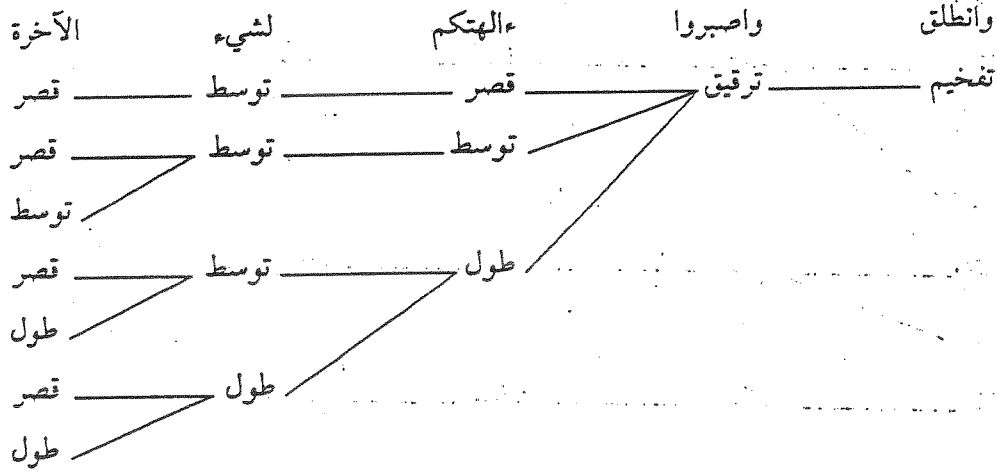 وانطلق واصبروا ءالهتكم لشيء الآخرة
تفخيم ترقيق قصر توسط قصر
توسط توسط قصر
توسط
طول توسط قصر
طول
طول قصر
طول